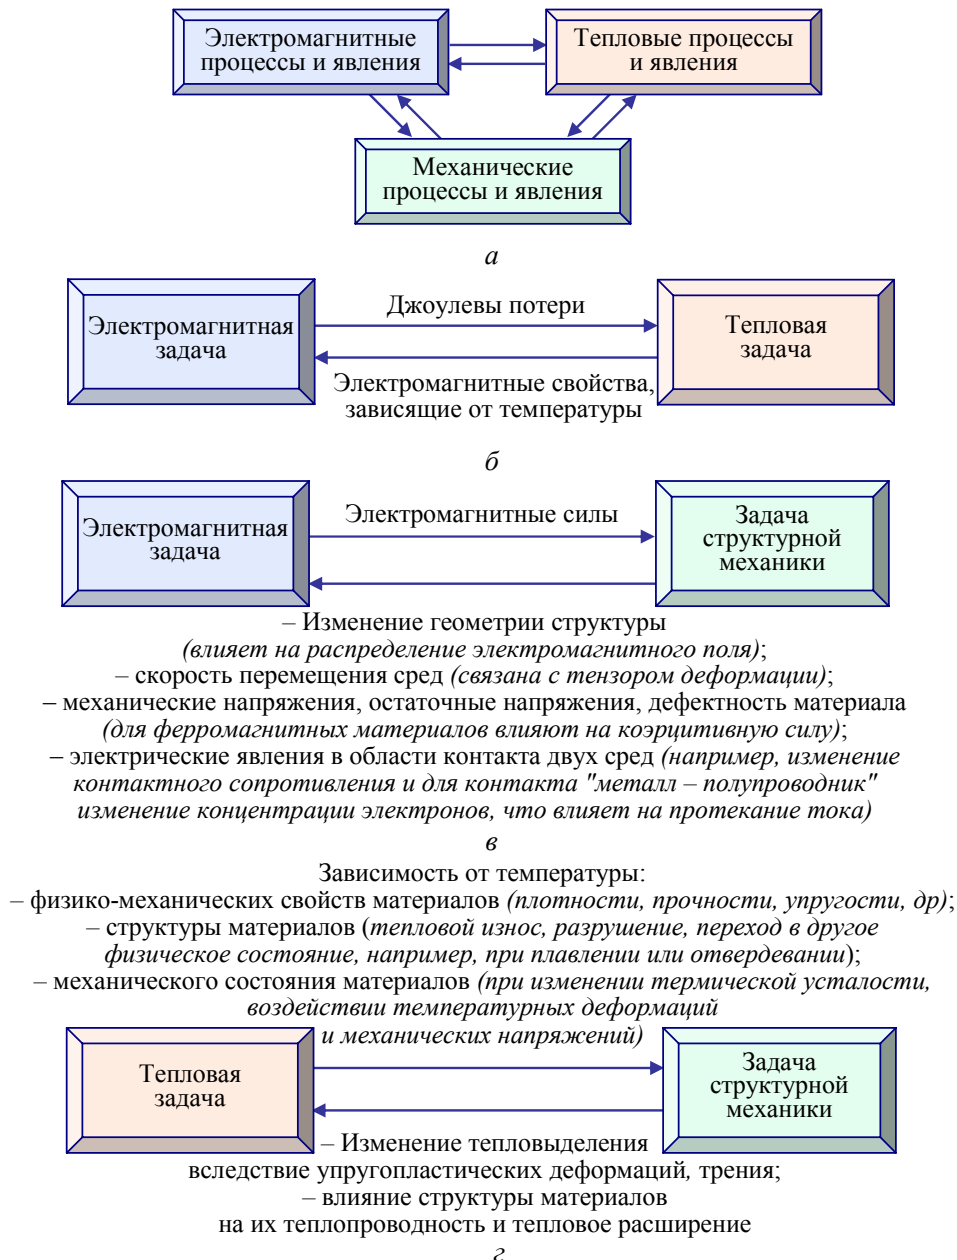 Электромагнитные
процессы и явления
Тепловые процессы
и явления
Механические
процессы и явления
а
Электромагнитная
задача
Джоулевы потери
Электромагнитные свойства,
зависящие от температуры
Тепловая
задача
б
Электромагнитная
задача
Электромагнитные силы
Задача
структурной
механики
– Изменение геометрии структуры
(влияет на распределение электромагнитного поля);
– скорость перемещения сред (связана с тензором деформации);
– механические напряжения, остаточные напряжения, дефектность материала
(для ферромагнитных материалов влияют на коэрцитивную силу);
– электрические явления в области контакта двух сред (например, изменение
контактного сопротивления и для контакта "металл – полупроводник"
изменение концентрации электронов, что влияет на протекание тока)
в
Зависимость от температуры:
– физико-механических свойств материалов (плотности, прочности, упругости, др);
– структуры материалов (тепловой износ, разрушение, переход в другое
физическое состояние, например, при плавлении или отвердевании);
– механического состояния материалов (при изменении термической усталости,
воздействии температурных деформаций
и механических напряжений)
Тепловая
задача
Задача
структурной
механики
– Изменение тепловыделения
вследствие упругопластических деформаций, трения;
– влияние структуры материалов
на их теплопроводность и тепловое расширение
г